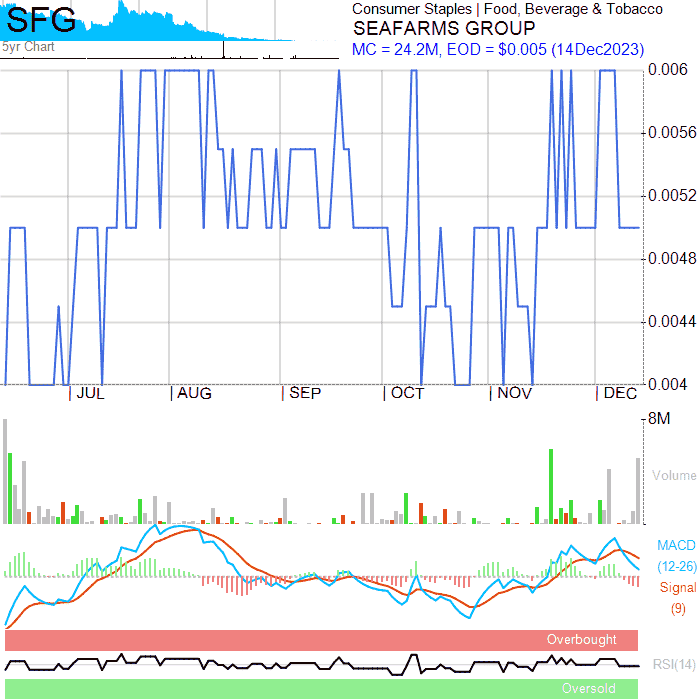 SFG
5yr Chart
Consumer Staples | Food, Beverage & Tobacco
SEAFARMS GROUP
MC = 24.2M, EOD = $0.005 (14Dec2023)
0.006
0.0056
0.0052
0.0048
0.0044
0.004
JUL AUG SEP OCT NOV DEC
8M
Volume
MACD
(12-26)
Signal
(9)
Overbought
RSI(14)
Oversold